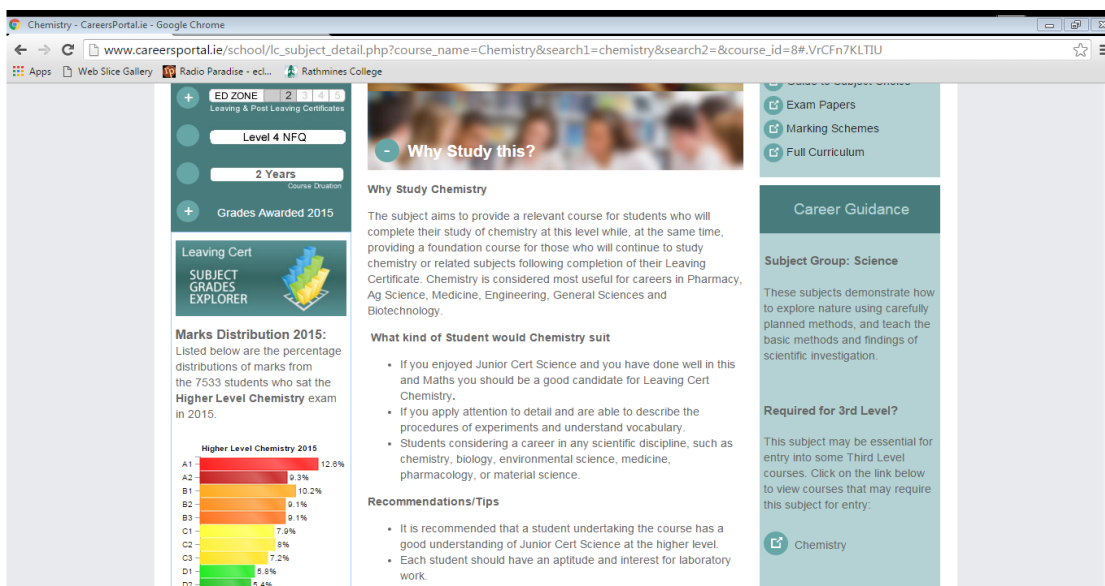 Chemistry - CareersPortal.ie - Google Chrome
www.careersportal.ie/school/lc_subject_detail.php?course_name=Chemistry&search1=chemistry&search2=&course_id=8#.VrCFn7KLTIU
Apps Web Slice Gallery Radio Paradise - ecl... Rathmines College
ED ZONE 2 3 4 5
Leaving & Post Leaving Certificates
Level 4 NFQ
2 Years
Course Druation
+ Grades Awarded 2015
Leaving Cert
SUBJECT
GRADES
EXPLORER
Marks Distribution 2015:
Listed below are the percentage
distributions of marks from
the 7533 students who sat the
Higher Level Chemistry exam
in 2015.
Higher Level Chemistry 2015
A1 12.6%
A2 9.3%
B1 10.2%
B2 9.1%
B3 9.1%
C1 7.9%
C2 8%
C3 7.2%
D1 5.8%
D2 5.4%
- Why Study this?
Why Study Chemistry
The subject aims to provide a relevant course for students who will
complete their study of chemistry at this level while, at the same time,
providing a foundation course for those who will continue to study
chemistry or related subjects following completion of their Leaving
Certificate. Chemistry is considered most useful for careers in Pharmacy,
Ag Science, Medicine, Engineering, General Sciences and
Biotechnology.
What kind of Student would Chemistry suit
• If you enjoyed Junior Cert Science and you have done well in this
and Maths you should be a good candidate for Leaving Cert
Chemistry.
• If you apply attention to detail and are able to describe the
procedures of experiments and understand vocabulary.
• Students considering a career in any scientific discipline, such as
chemistry, biology, environmental science, medicine,
pharmacology, or material science.
Recommendations/Tips
• It is recommended that a student undertaking the course has a
good understanding of Junior Cert Science at the higher level.
• Each student should have an aptitude and interest for laboratory
work.
Guide to Subject Choice
Exam Papers
Marking Schemes
Full Curriculum
Career Guidance
Subject Group: Science
These subjects demonstrate how
to explore nature using carefully
planned methods, and teach the
basic methods and findings of
scientific investigation.
Required for 3rd Level?
This subject may be essential for
entry into some Third Level
courses. Click on the link below
to view courses that may require
this subject for entry:
Chemistry